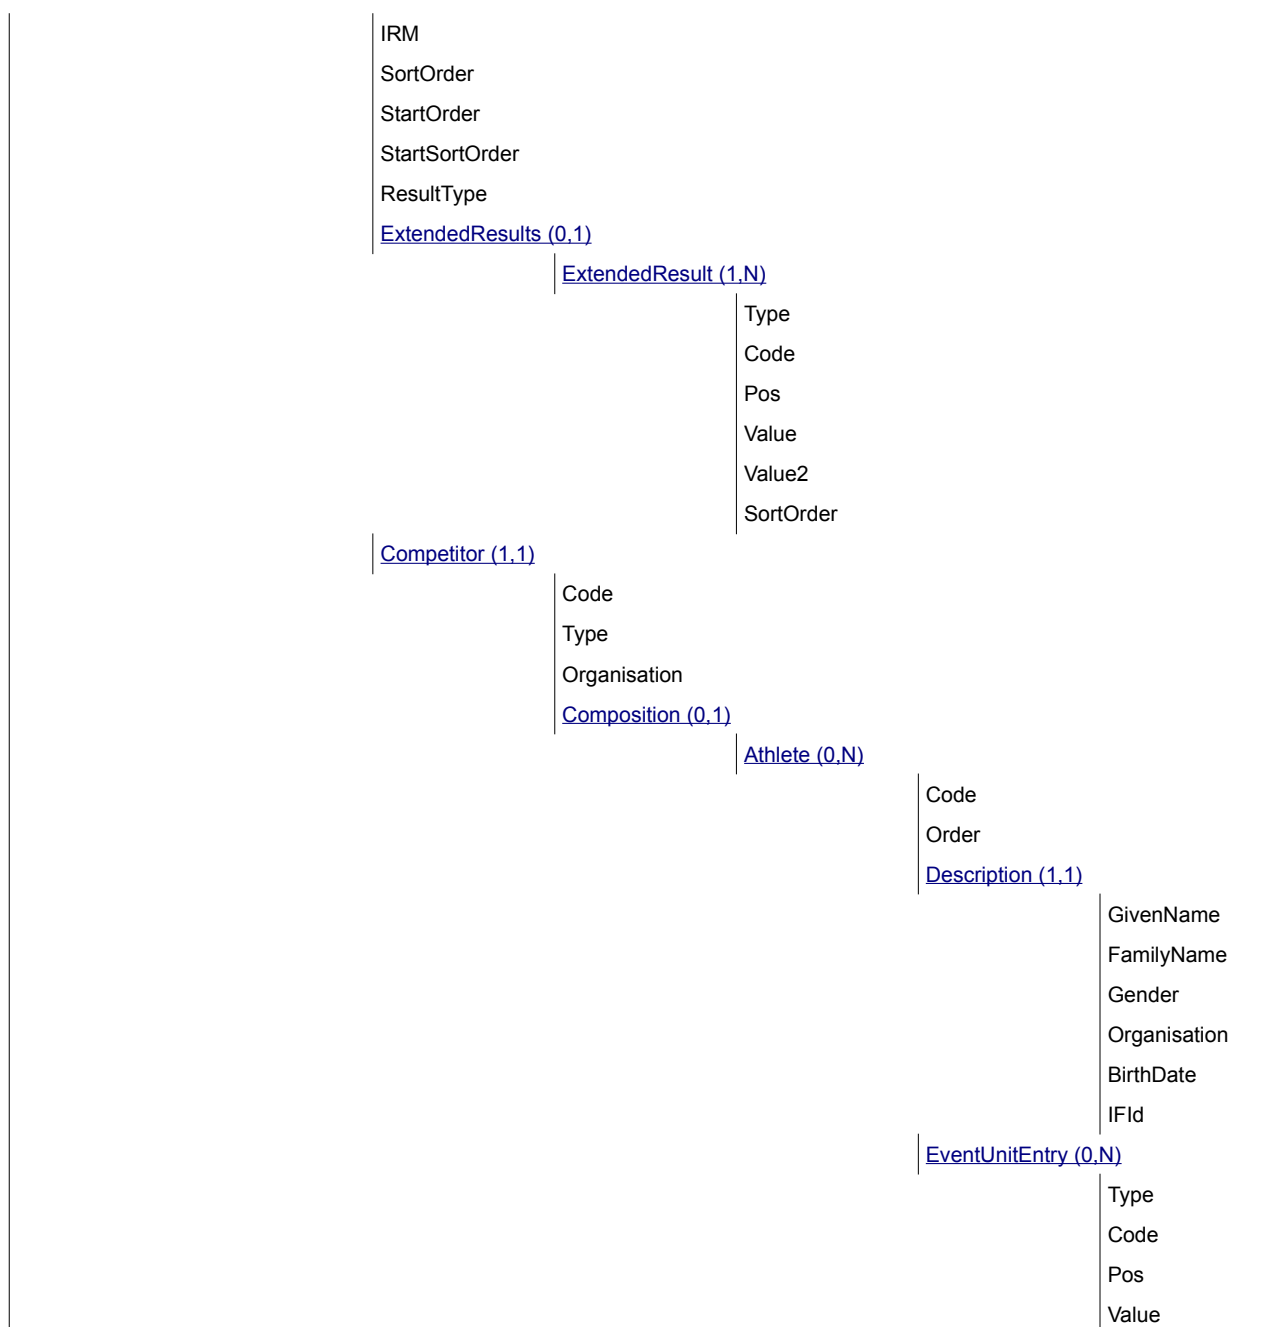 IRM
SortOrder
StartOrder
StartSortOrder
ResultType
ExtendedResults (0,1)
ExtendedResult (1,N)
Type
Code
Pos
Value
Value2
SortOrder
Competitor (1,1)
Code
Type
Organisation
Composition (0,1)
Athlete (0,N)
Code
Order
Description (1,1)
GivenName
FamilyName
Gender
Organisation
BirthDate
IFId
EventUnitEntry (0,N)
Type
Code
Pos
Value